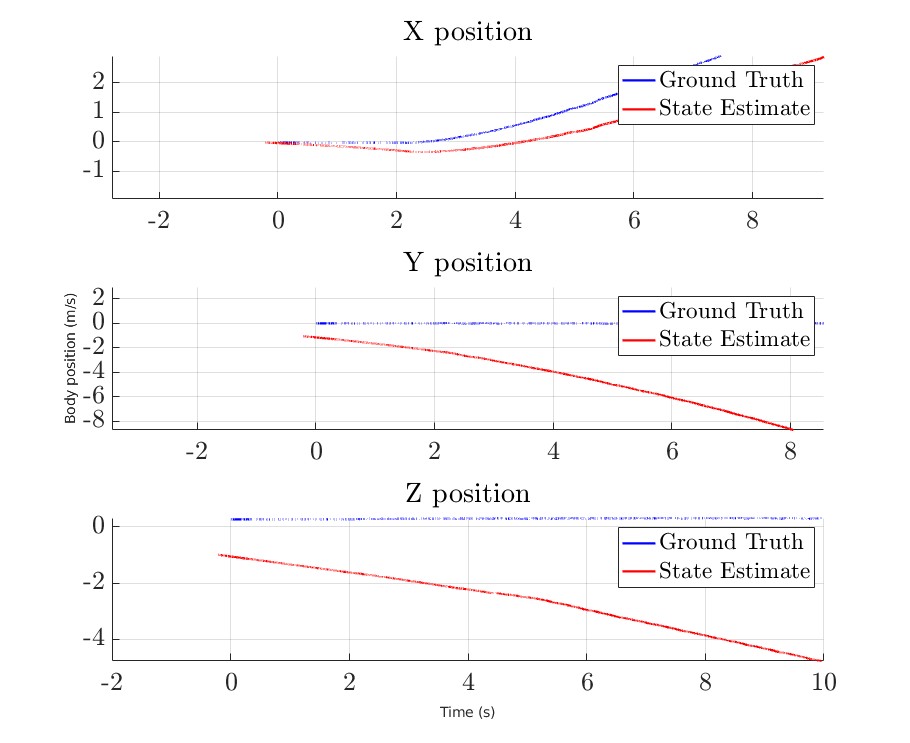 X position
2
1
0
-1
Ground Truth
State Estimate
-2 0 2 4 6 8
Y position
Body position (m/s)
2
0
-2
-4
-6
-8
Ground Truth
State Estimate
-2 0 2 4 6 8
Z position
0
-2
-4
Ground Truth
State Estimate
-2 0 2 4 6 8 10
Time (s)